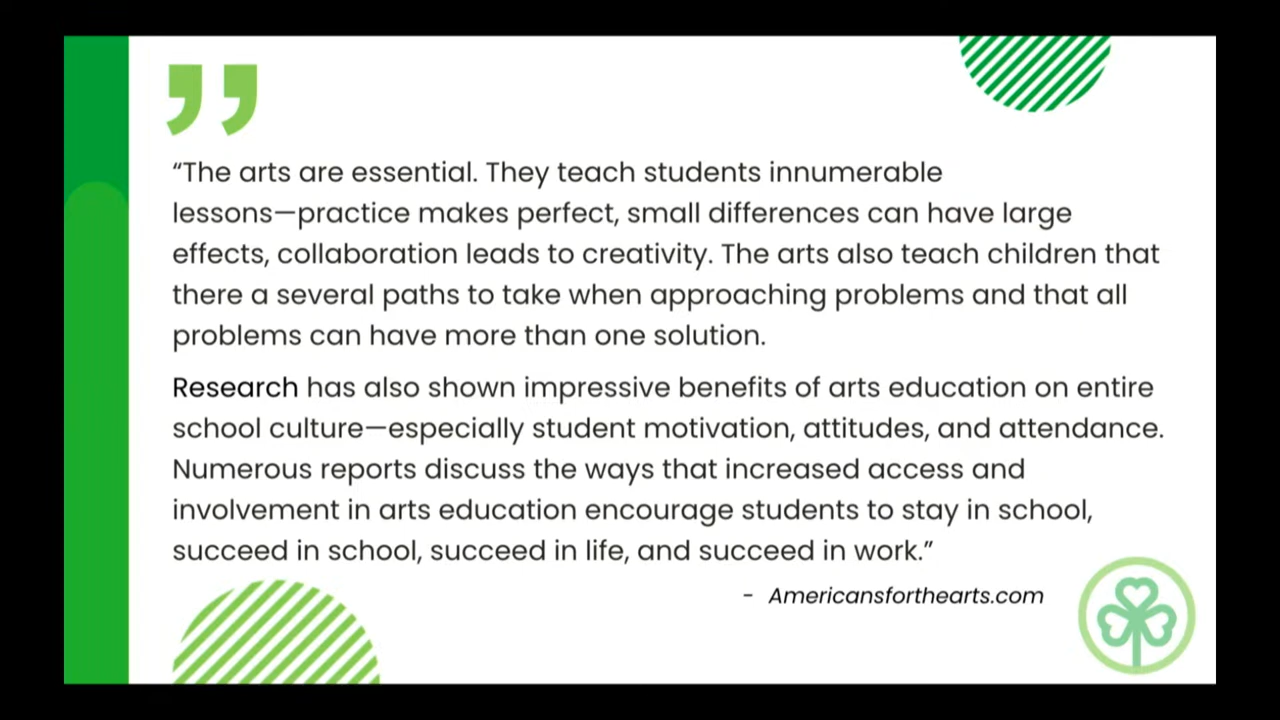 “The arts are essential. They teach students innumerable
lessons—practice makes perfect, small differences can have large
effects, collaboration leads to creativity. The arts also teach children that
there a several paths to take when approaching problems and that all
problems can have more than one solution.
Research has also shown impressive benefits of arts education on entire
school culture—especially student motivation, attitudes, and attendance.
Numerous reports discuss the ways that increased access and
involvement in arts education encourage students to stay in school,
succeed in school, succeed in life, and succeed in work.”
- Americansforthearts.com